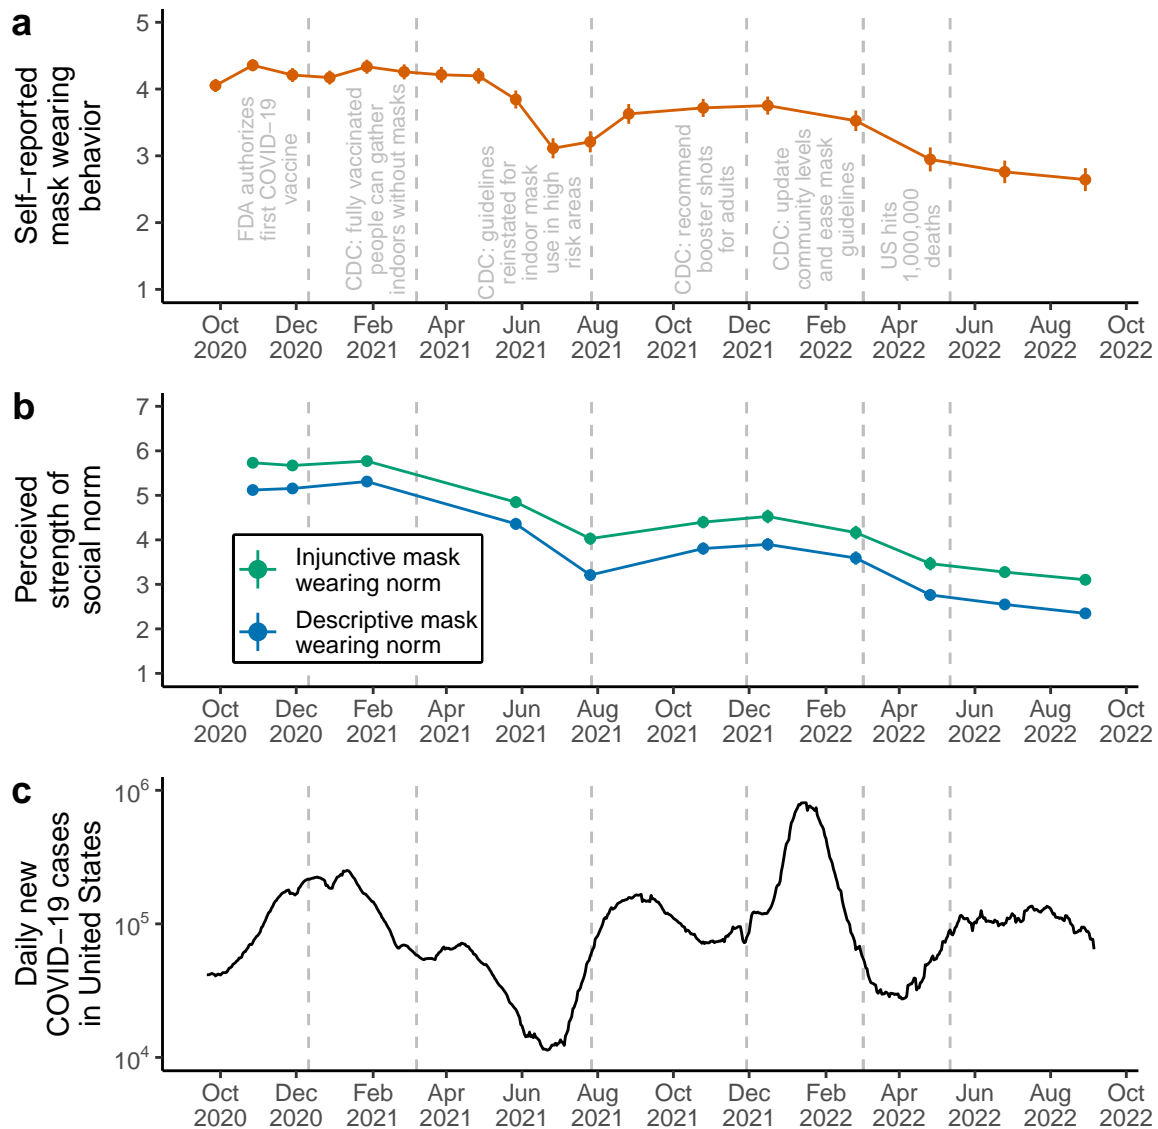 a
Self−reported
mask wearing
behavior
5
4
3
2
1
FDA authorizes
first COVID−19
vaccine
CDC: fully vaccinated
people can gather
indoors without masks
CDC: guidelines
reinstated for
indoor mask
use in high
risk areas
CDC: recommend
booster shots
for adults
CDC: update
community levels
and ease mask
guidelines
US hits
1,000,000
deaths
Oct Dec Feb Apr Jun Aug Oct Dec Feb Apr Jun Aug Oct
2020 2020 2021 2021 2021 2021 2021 2021 2022 2022 2022 2022 2022
b
Perceived
strength of
social norm
7
6
5
4
3
2
1
Injunctive mask
wearing norm
Descriptive mask
wearing norm
Oct Dec Feb Apr Jun Aug Oct Dec Feb Apr Jun Aug Oct
2020 2020 2021 2021 2021 2021 2021 2021 2022 2022 2022 2022 2022
c
Daily new
COVID−19 cases
in United States
10⁶
10⁵
10⁴
Oct Dec Feb Apr Jun Aug Oct Dec Feb Apr Jun Aug Oct
2020 2020 2021 2021 2021 2021 2021 2021 2022 2022 2022 2022 2022